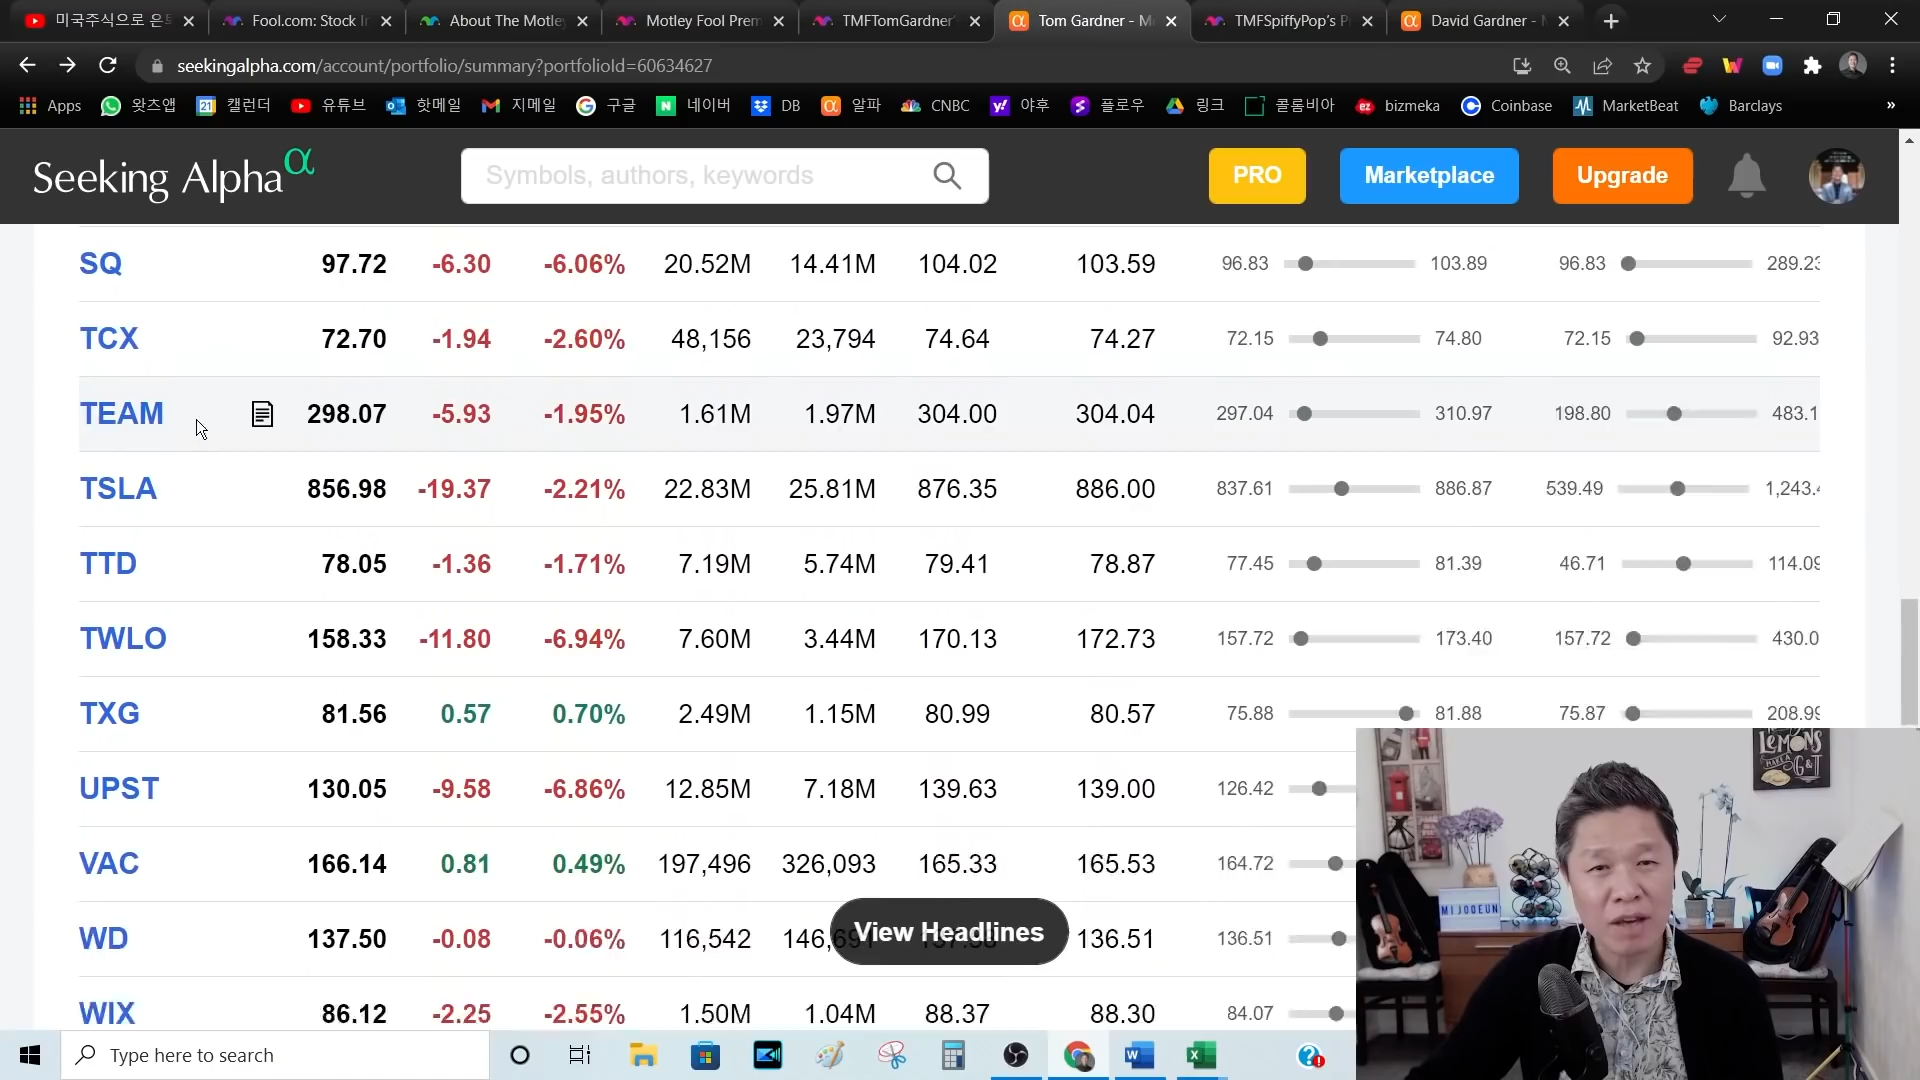 미국주식으로 은
Fool.com: Stock I
About The Motley
Motley Fool Prem
TMFTomGardner'
Tom Gardner - M
TMFSpiffyPop's P
David Gardner -
seekingalpha.com/account/portfolio/summary?portfolioId=60634627
Apps 왓츠앱 캘린더 유튜브 핫메일 지메일 구글 네이버 DB 알파 CNBC 야후 플로우 링크 콜롬비아 bizmeka Coinbase MarketBeat Barclays »
Seeking Alpha α
Symbols, authors, keywords
PRO
Marketplace
Upgrade
SQ 97.72 -6.30 -6.06% 20.52M 14.41M 104.02 103.59 96.83 103.89 96.83 289.23
TCX 72.70 -1.94 -2.60% 48,156 23,794 74.64 74.27 72.15 74.80 72.15 92.93
TEAM 298.07 -5.93 -1.95% 1.61M 1.97M 304.00 304.04 297.04 310.97 198.80 483.1
TSLA 856.98 -19.37 -2.21% 22.83M 25.81M 876.35 886.00 837.61 886.87 539.49 1,243.4
TTD 78.05 -1.36 -1.71% 7.19M 5.74M 79.41 78.87 77.45 81.39 46.71 114.09
TWLO 158.33 -11.80 -6.94% 7.60M 3.44M 170.13 172.73 157.72 173.40 157.72 430.0
TXG 81.56 0.57 0.70% 2.49M 1.15M 80.99 80.57 75.88 81.88 75.87 208.99
UPST 130.05 -9.58 -6.86% 12.85M 7.18M 139.63 139.00 126.42
VAC 166.14 0.81 0.49% 197,496 326,093 165.33 165.53 164.72
WD 137.50 -0.08 -0.06% 116,542 136.51 136.51
View Headlines
WIX 86.12 -2.25 -2.55% 1.50M 1.04M 88.37 88.30 84.07
LEMONS
G&T
MIJOOEUN
Type here to search